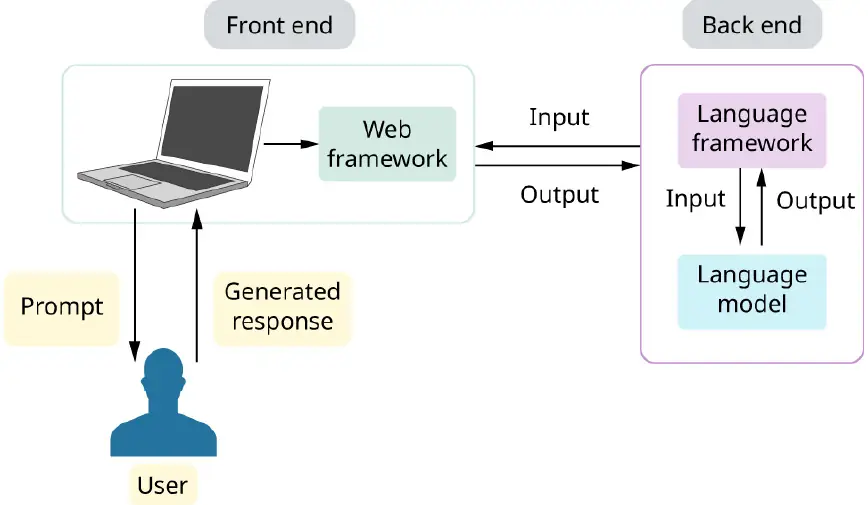 Front end
Back end
Web
framework
Input
Output
Language
framework
Input
Output
Language
model
Prompt
Generated
response
User